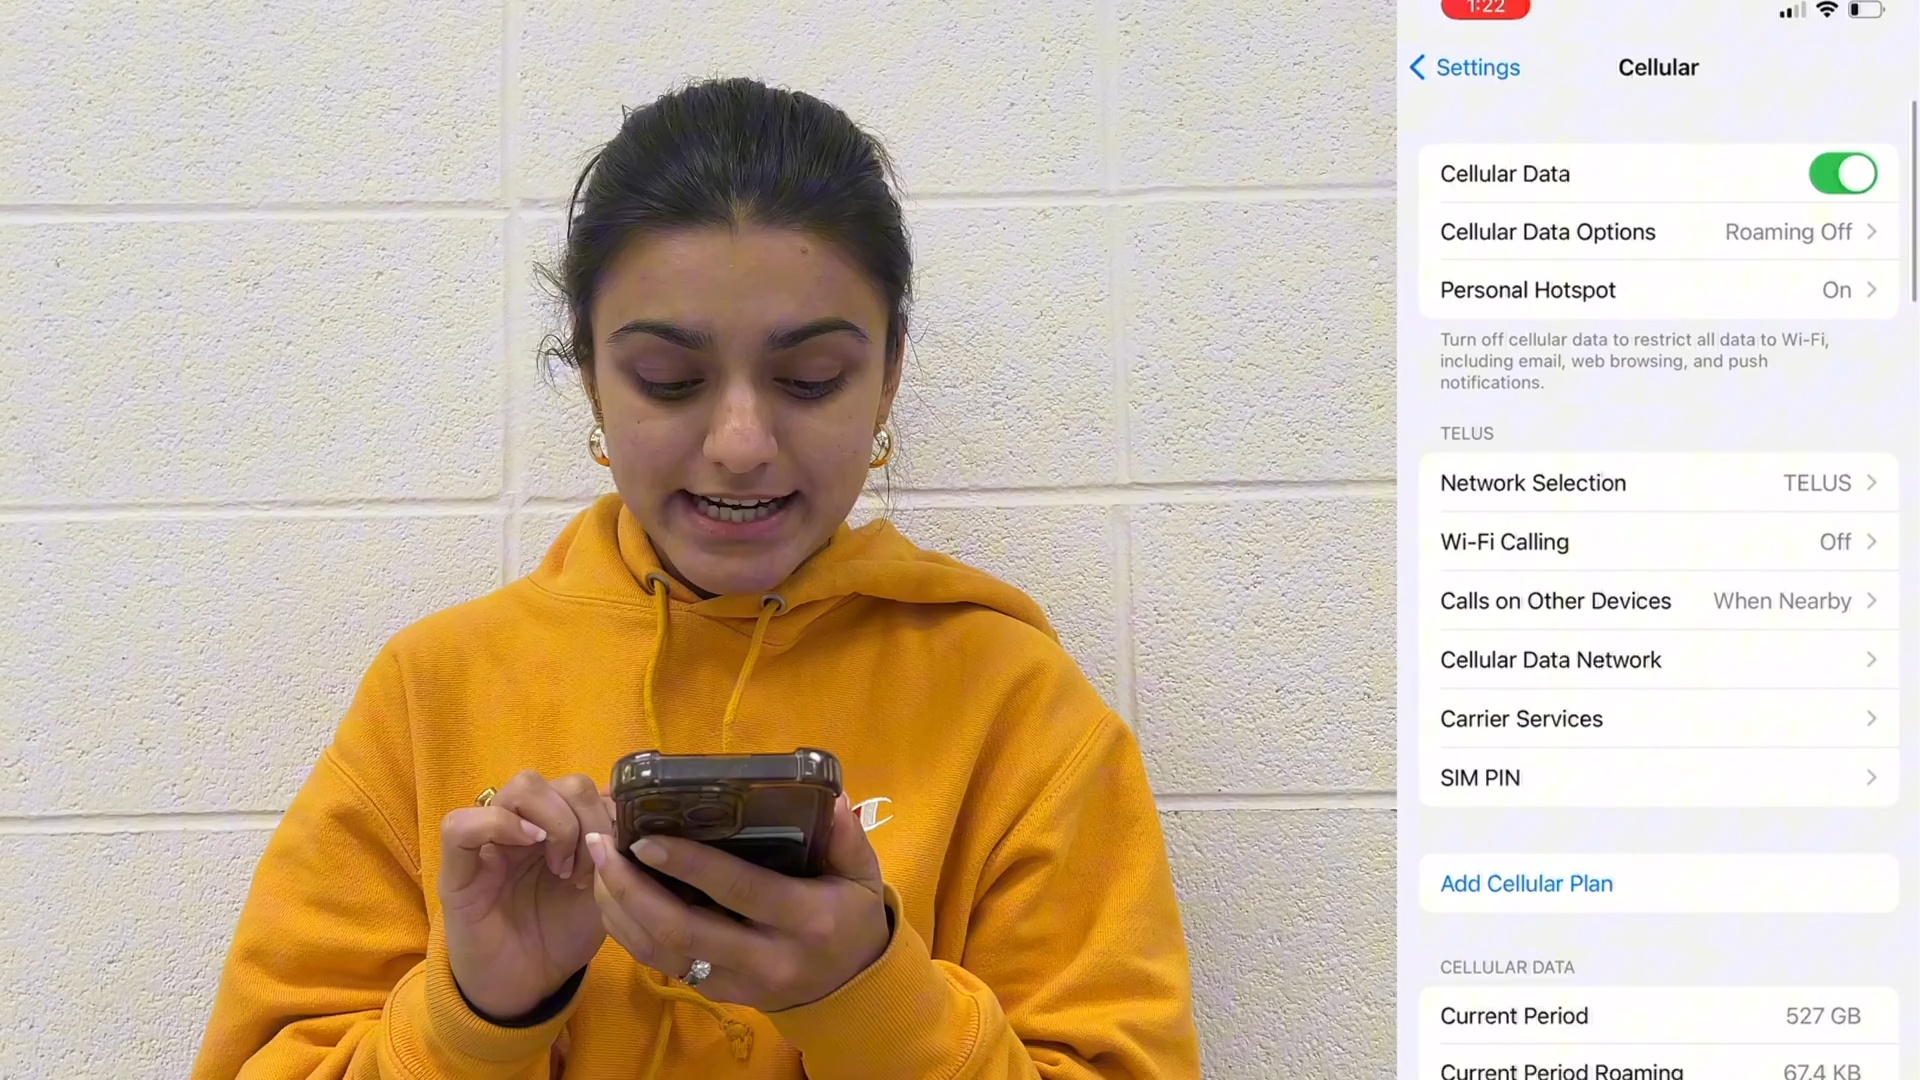 1:22
Settings
Cellular
Cellular Data
Cellular Data Options Roaming Off
Personal Hotspot On
Turn off cellular data to restrict all data to Wi-Fi,
including email, web browsing, and push
notifications.
TELUS
Network Selection TELUS
Wi-Fi Calling Off
Calls on Other Devices When Nearby
Cellular Data Network
Carrier Services
SIM PIN
Add Cellular Plan
CELLULAR DATA
Current Period 527 GB
Current Period Roaming 67.4 KB